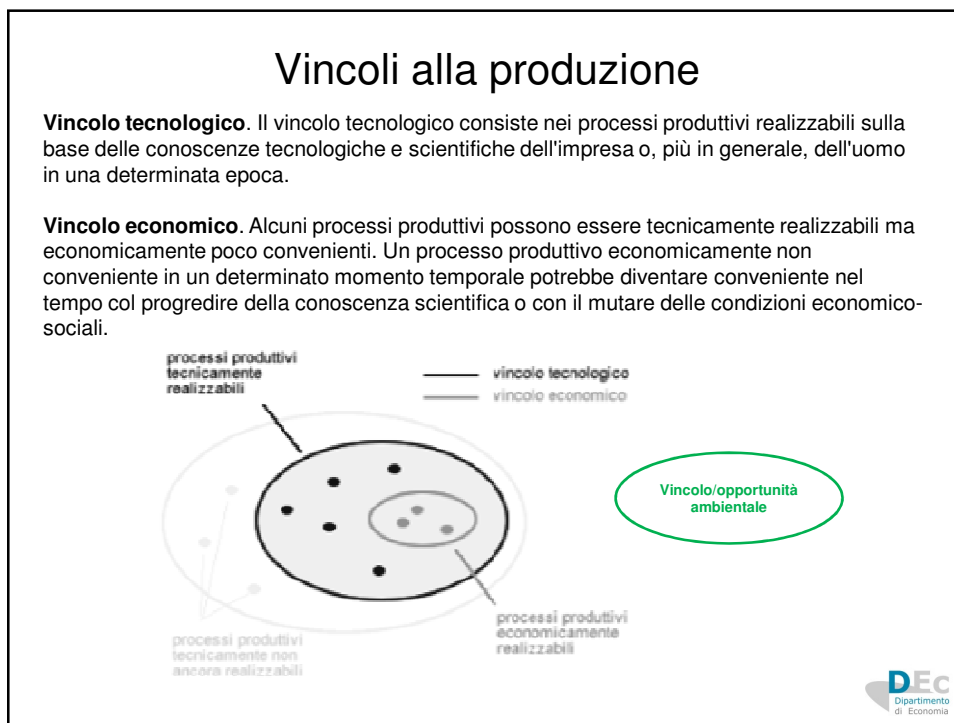 Vincoli alla produzione
Vincolo tecnologico. Il vincolo tecnologico consiste nei processi produttivi realizzabili sulla
base delle conoscenze tecnologiche e scientifiche dell'impresa o, più in generale, dell'uomo
in una determinata epoca.
Vincolo economico. Alcuni processi produttivi possono essere tecnicamente realizzabili ma
economicamente poco convenienti. Un processo produttivo economicamente non
conveniente in un determinato momento temporale potrebbe diventare conveniente nel
tempo col progredire della conoscenza scientifica o con il mutare delle condizioni economico-
sociali.
processi produttivi
tecnicamente
realizzabili
vincolo tecnologico
vincolo economico
Vincolo/opportunità
ambientale
processi produttivi
economicamente
realizzabili
processi produttivi
tecnicamente non
ancora realizzabili
DEc
Dipartimento
di Economia